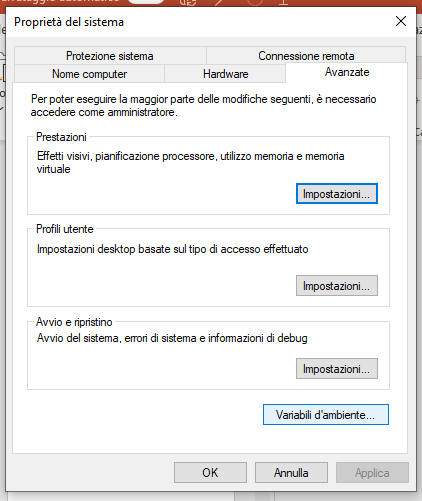 automatico
Proprietà del sistema
Protezione sistema
Connessione remota
Nome computer
Hardware
Avanzate
Per poter eseguire la maggior parte delle modifiche seguenti, è necessario
accedere come amministratore.
Prestazioni
Effetti visivi, pianificazione processore, utilizzo memoria e memoria
virtuale
Impostazioni...
Profili utente
Impostazioni desktop basate sul tipo di accesso effettuato
Impostazioni...
Avvio e ripristino
Avvio del sistema, errori di sistema e informazioni di debug
Impostazioni...
Variabili d'ambiente...
OK
Annulla
Applica